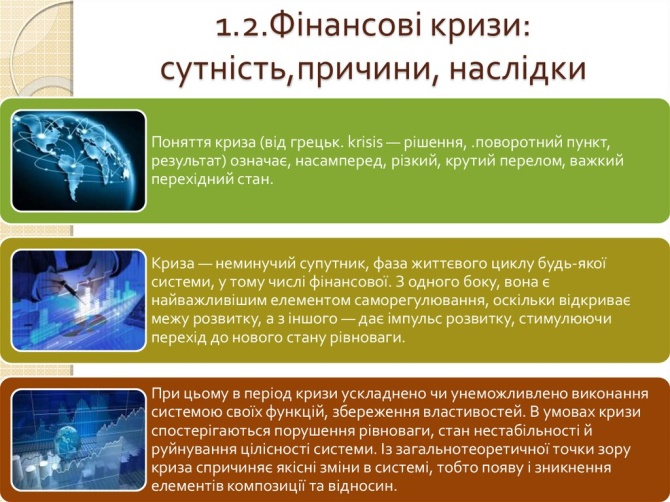 1.2.Фінансові кризи:
сутність,причини, наслідки
Поняття криза (від грецьк. krisis — рішення, .поворотний пункт,
результат) означає, насамперед, різкий, крутий перелом, важкий
перехідний стан.
Криза — неминучий супутник, фаза життєвого циклу будь-якої
системи, у тому числі фінансової. З одного боку, вона є
найважливішим елементом саморегулювання, оскільки відкриває
межу розвитку, а з іншого — дає імпульс розвитку, стимулюючи
перехід до нового стану рівноваги.
При цьому в період кризи ускладнено чи унеможливлено виконання
системою своїх функцій, збереження властивостей. В умовах кризи
спостерігаються порушення рівноваги, стан нестабільності й
руйнування цілісності системи. Із загальнотеоретичної точки зору
криза спричиняє якісні зміни в системі, тобто появу і зникнення
елементів композиції та відносин.